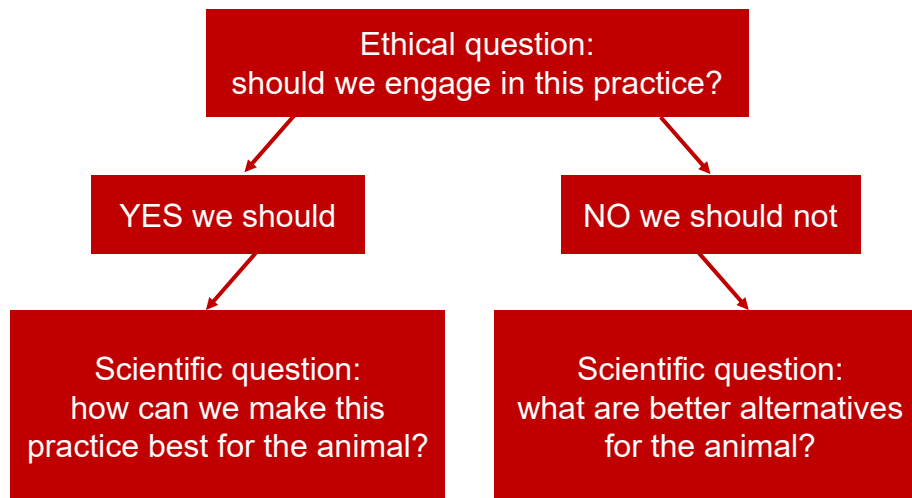 Ethical question:
should we engage in this practice?
YES we should
NO we should not
Scientific question:
how can we make this
practice best for the animal?
Scientific question:
what are better alternatives
for the animal?